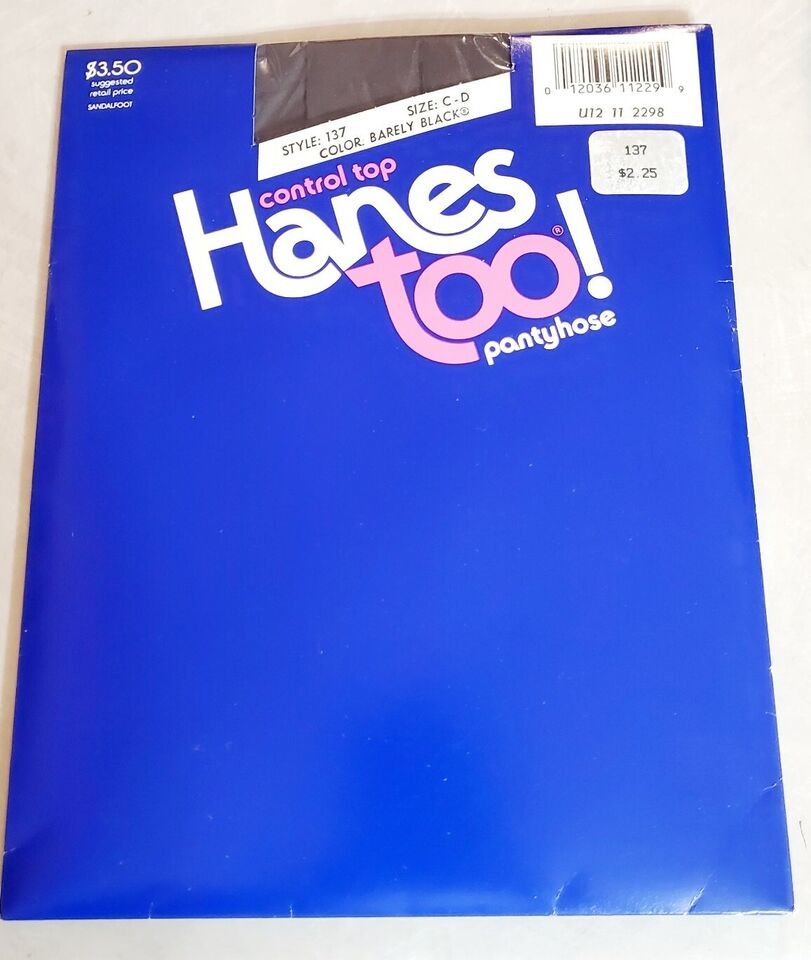 $3.50
suggested
retail price
SANDALFOOT
STYLE: 137 SIZE: C-D
COLOR. BARELY BLACK®
0 12036 11229 9
U12 11 2298
137
$2.25
control top
Hanes
too!®
pantyhose